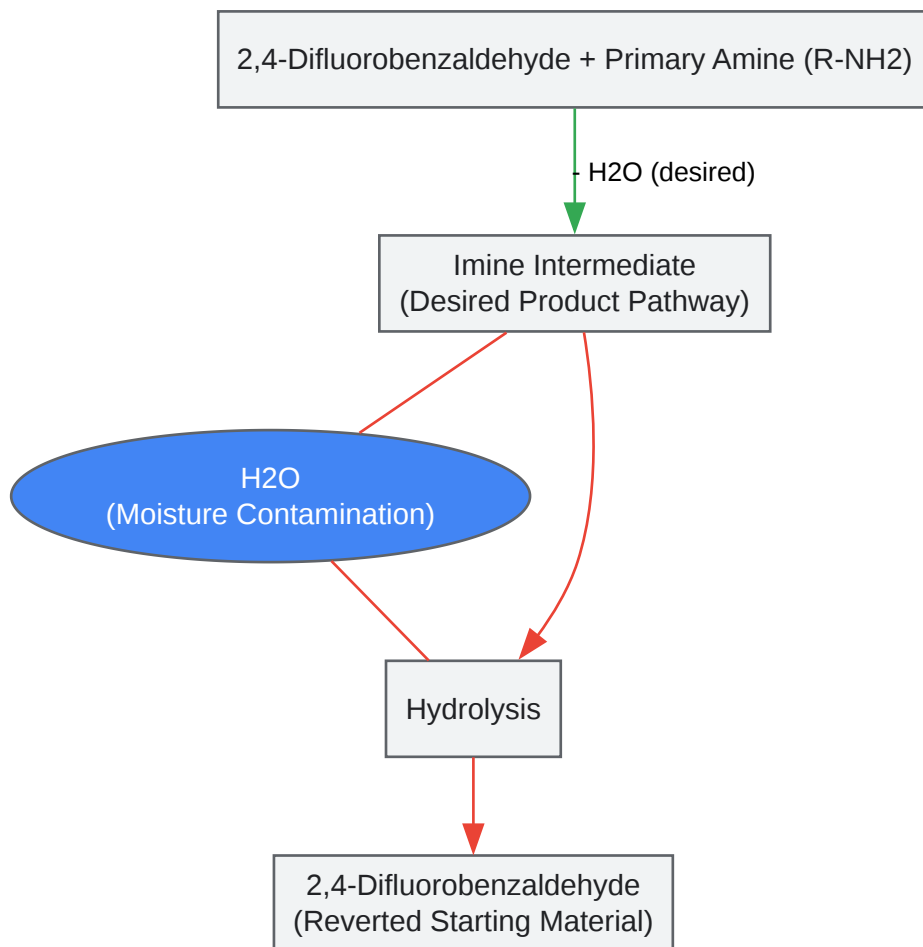 2,4-Difluorobenzaldehyde + Primary Amine (R-NH2)
- H2O (desired)
Imine Intermediate
(Desired Product Pathway)
H2O
(Moisture Contamination)
Hydrolysis
2,4-Difluorobenzaldehyde
(Reverted Starting Material)